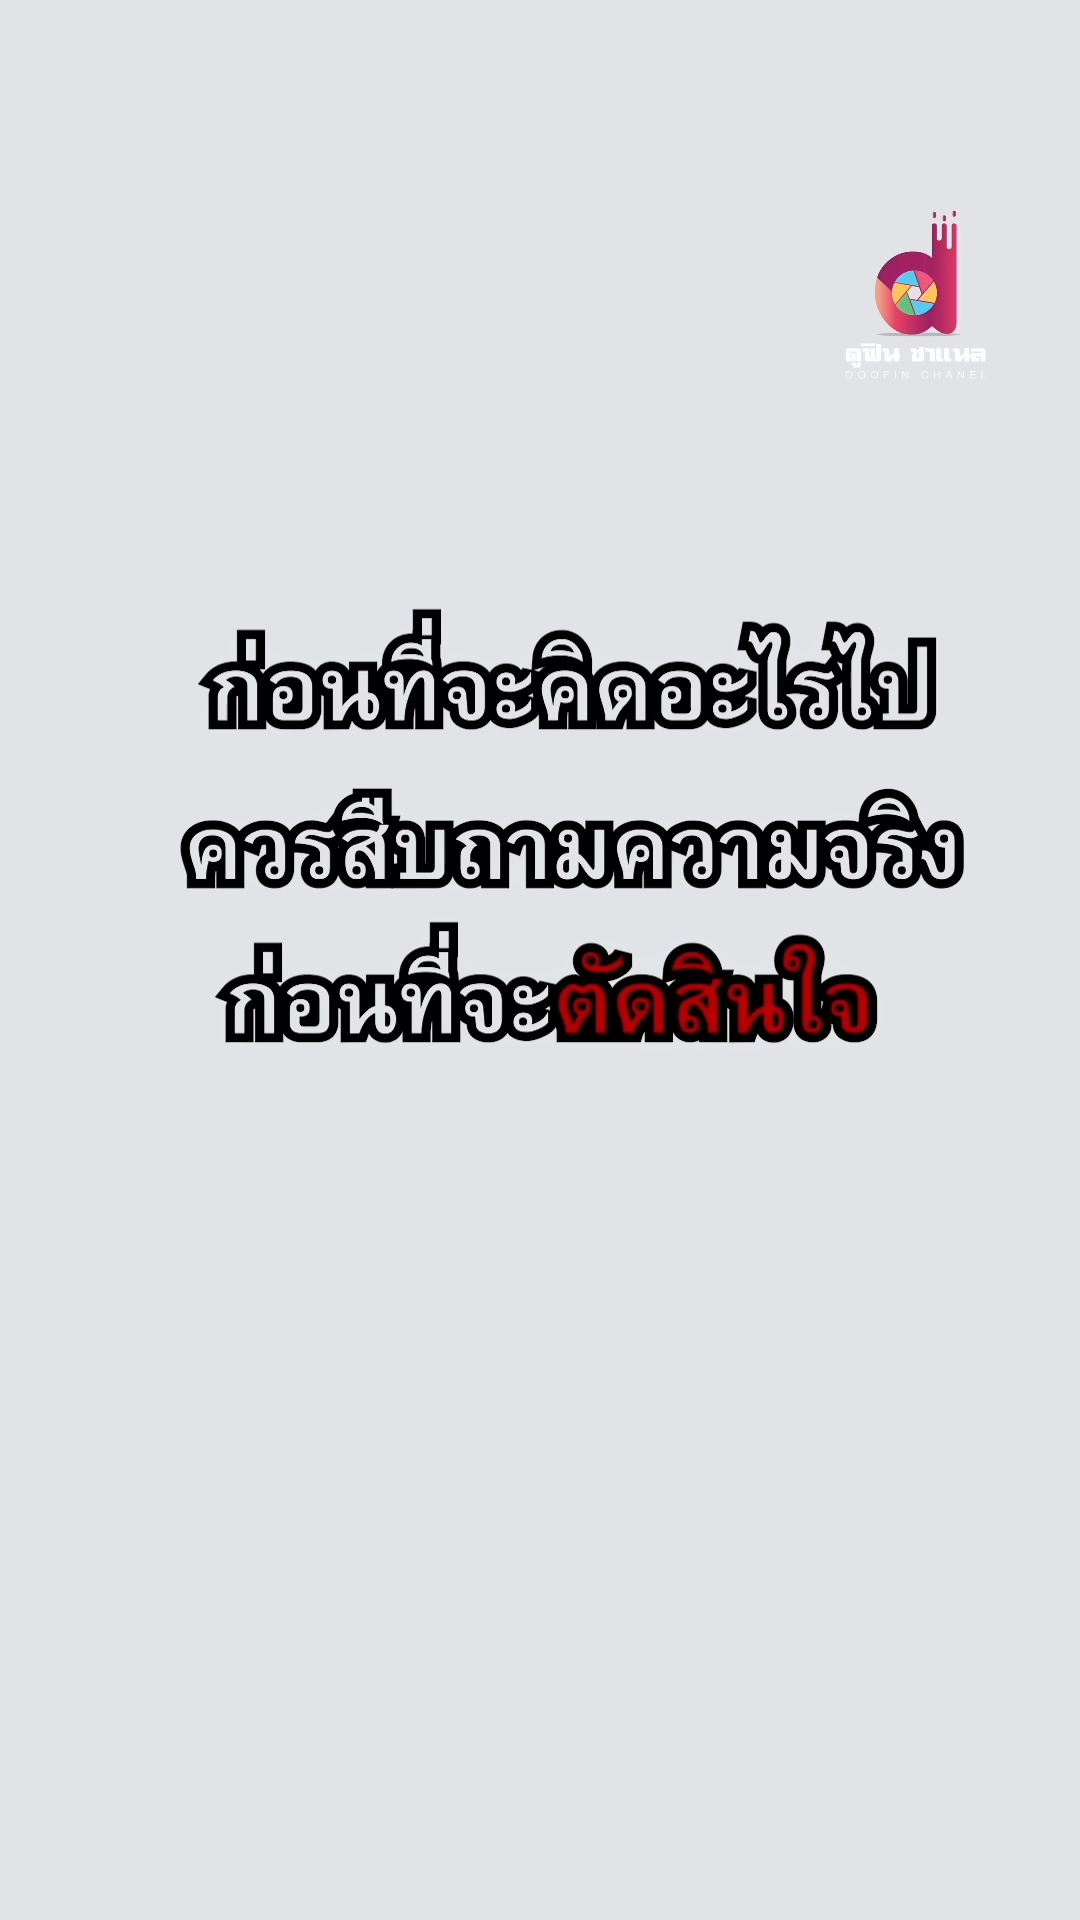 ดูฟิน ชาแนล
DOOFIN CHANEL
ก่อนที่จะคิดอะไรไป
ควรสืบถามความจริง
ก่อนที่จะตัดสินใจ